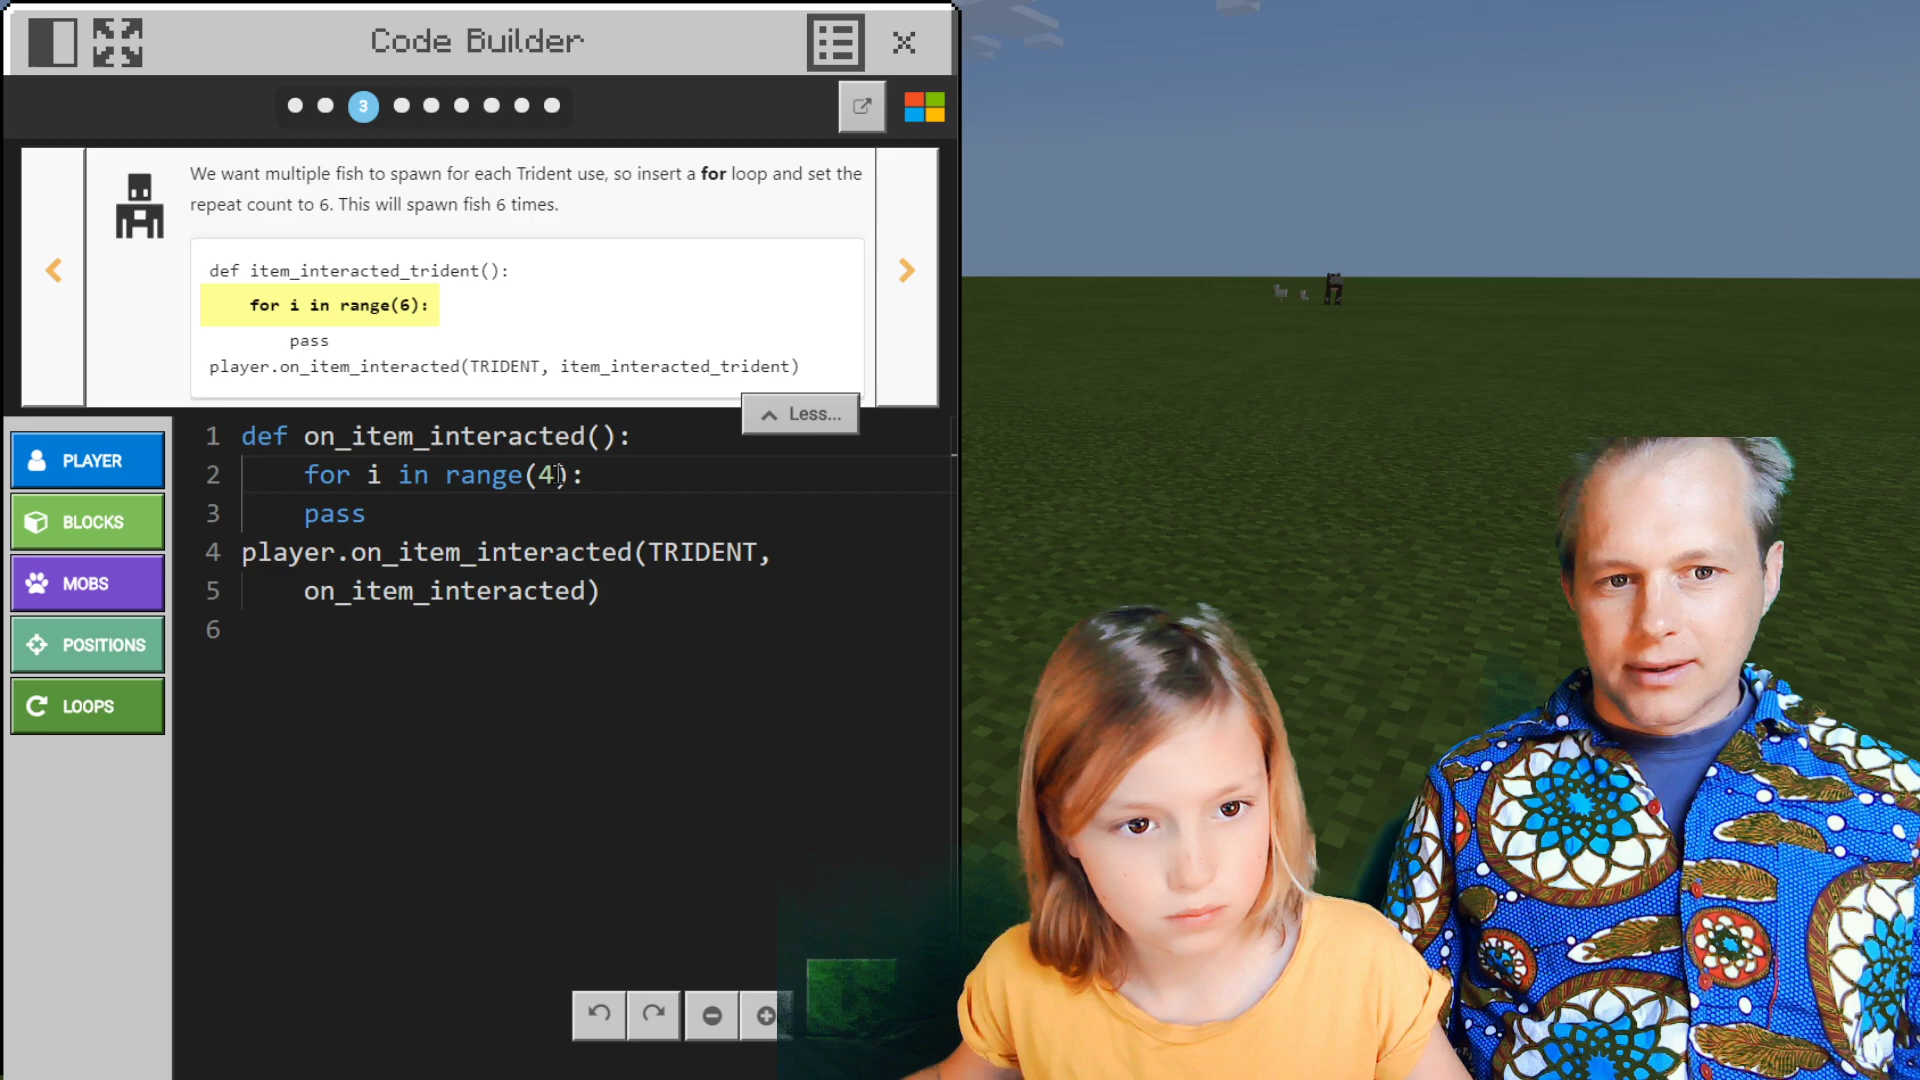 Code Builder
3
We want multiple fish to spawn for each Trident use, so insert a for loop and set the
repeat count to 6. This will spawn fish 6 times.
def item_interacted_trident():
for i in range(6):
pass
player.on_item_interacted(TRIDENT, item_interacted_trident)
Less...
PLAYER
BLOCKS
MOBS
POSITIONS
LOOPS
1 def on_item_interacted():
2 for i in range(4):
3 pass
4 player.on_item_interacted(TRIDENT,
5 on_item_interacted)
6